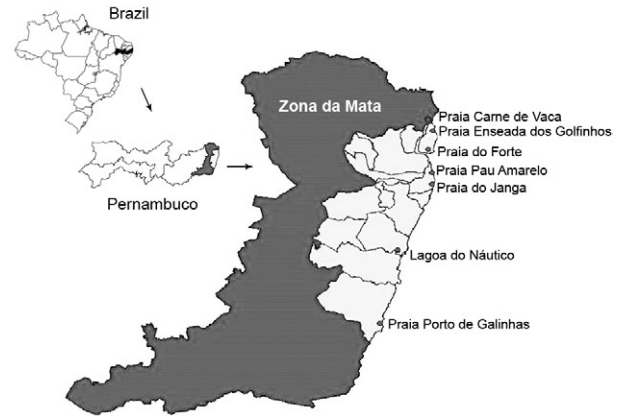 Brazil
Pernambuco
Zona da Mata
Praia Carne de Vaca
Praia Enseada dos Golfinhos
Praia do Forte
Praia Pau Amarelo
Praia do Janga
Lagoa do Náutico
Praia Porto de Galinhas